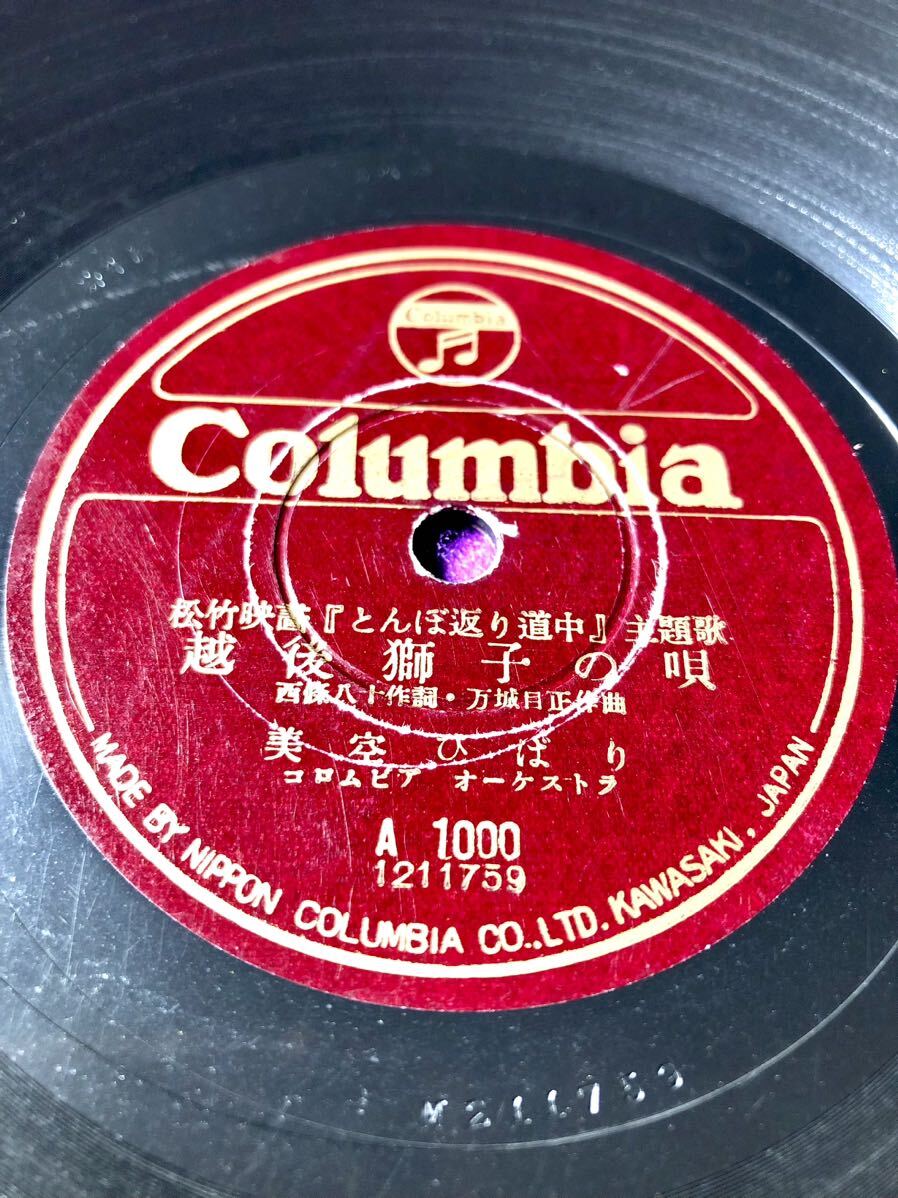 Columbia
Columbia
松竹映畫『とんぼ返り道中』主題歌
越後獅子の唄
西條八十作詞・万城目正作曲
美空ひばり
コロムビア オーケストラ
A 1000
1211759
MADE BY NIPPON COLUMBIA CO.,LTD. KAWASAKI, JAPAN
M211759